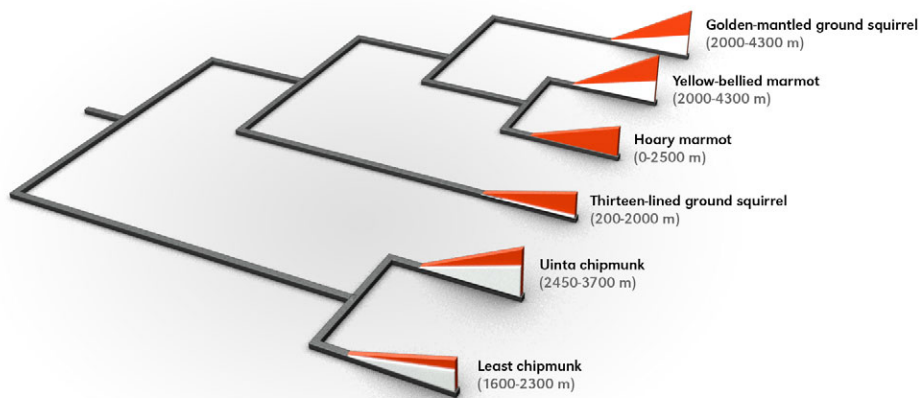 Golden-mantled ground squirrel
(2000-4300 m)
Yellow-bellied marmot
(2000-4300 m)
Hoary marmot
(0-2500 m)
Thirteen-lined ground squirrel
(200-2000 m)
Uinta chipmunk
(2450-3700 m)
Least chipmunk
(1600-2300 m)